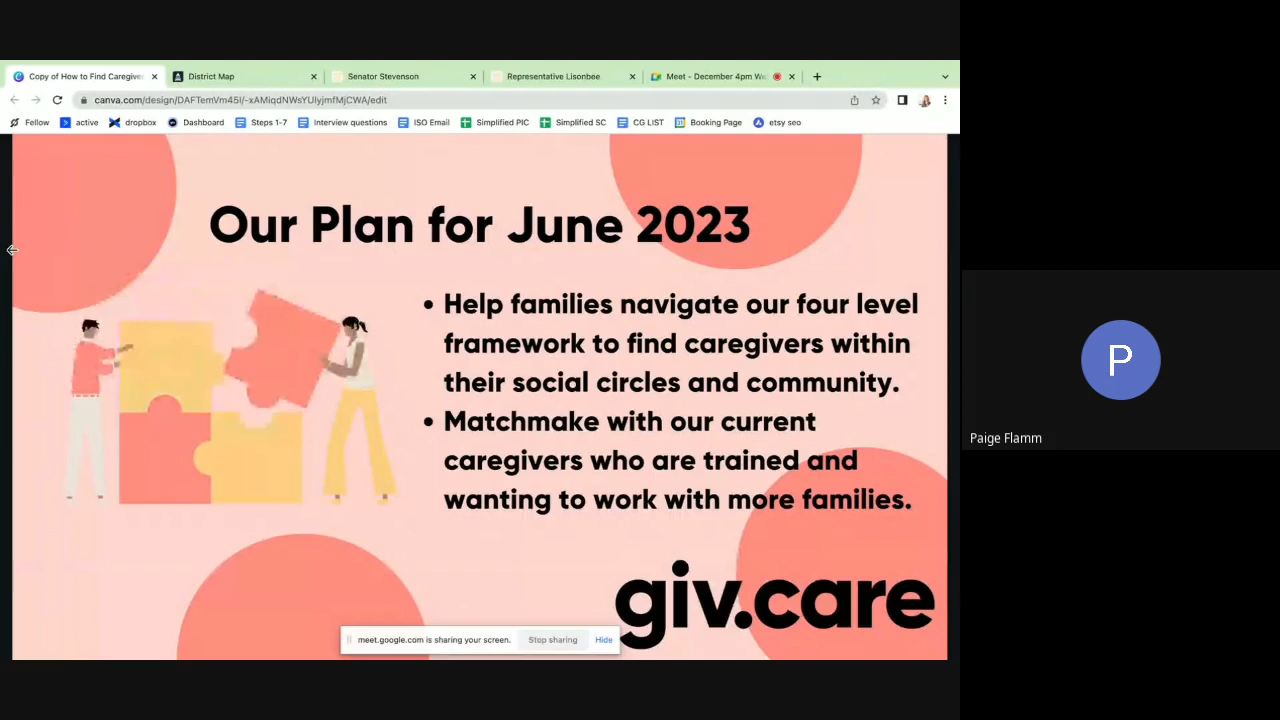 Copy of How to Find Caregiver
District Map
Senator Stevenson
Representative Lisonbee
Meet - December 4pm We
canva.com/design/DAFTemVm45I/-xAMiqdNWsYUIyjmfMjCWA/edit
Fellow active dropbox Dashboard Steps 1-7 Interview questions ISO Email Simplified PIC Simplified SC CG LIST Booking Page etsy seo
Our Plan for June 2023
• Help families navigate our four level
framework to find caregivers within
their social circles and community.
• Matchmake with our current
caregivers who are trained and
wanting to work with more families.
giv.care
meet.google.com is sharing your screen. Stop sharing Hide
P
Paige Flamm